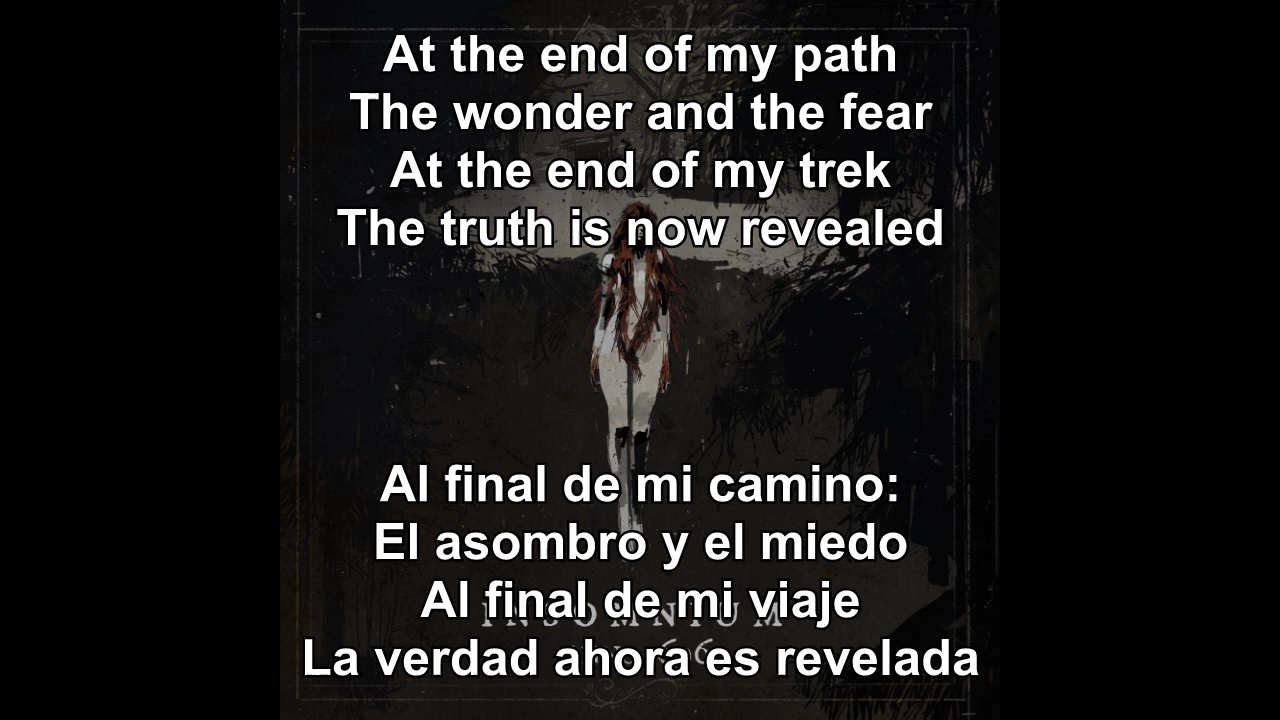 At the end of my path
The wonder and the fear
At the end of my trek
The truth is now revealed
Al final de mi camino:
El asombro y el miedo
Al final de mi viaje
INSOMNIUM
La verdad ahora es revelada